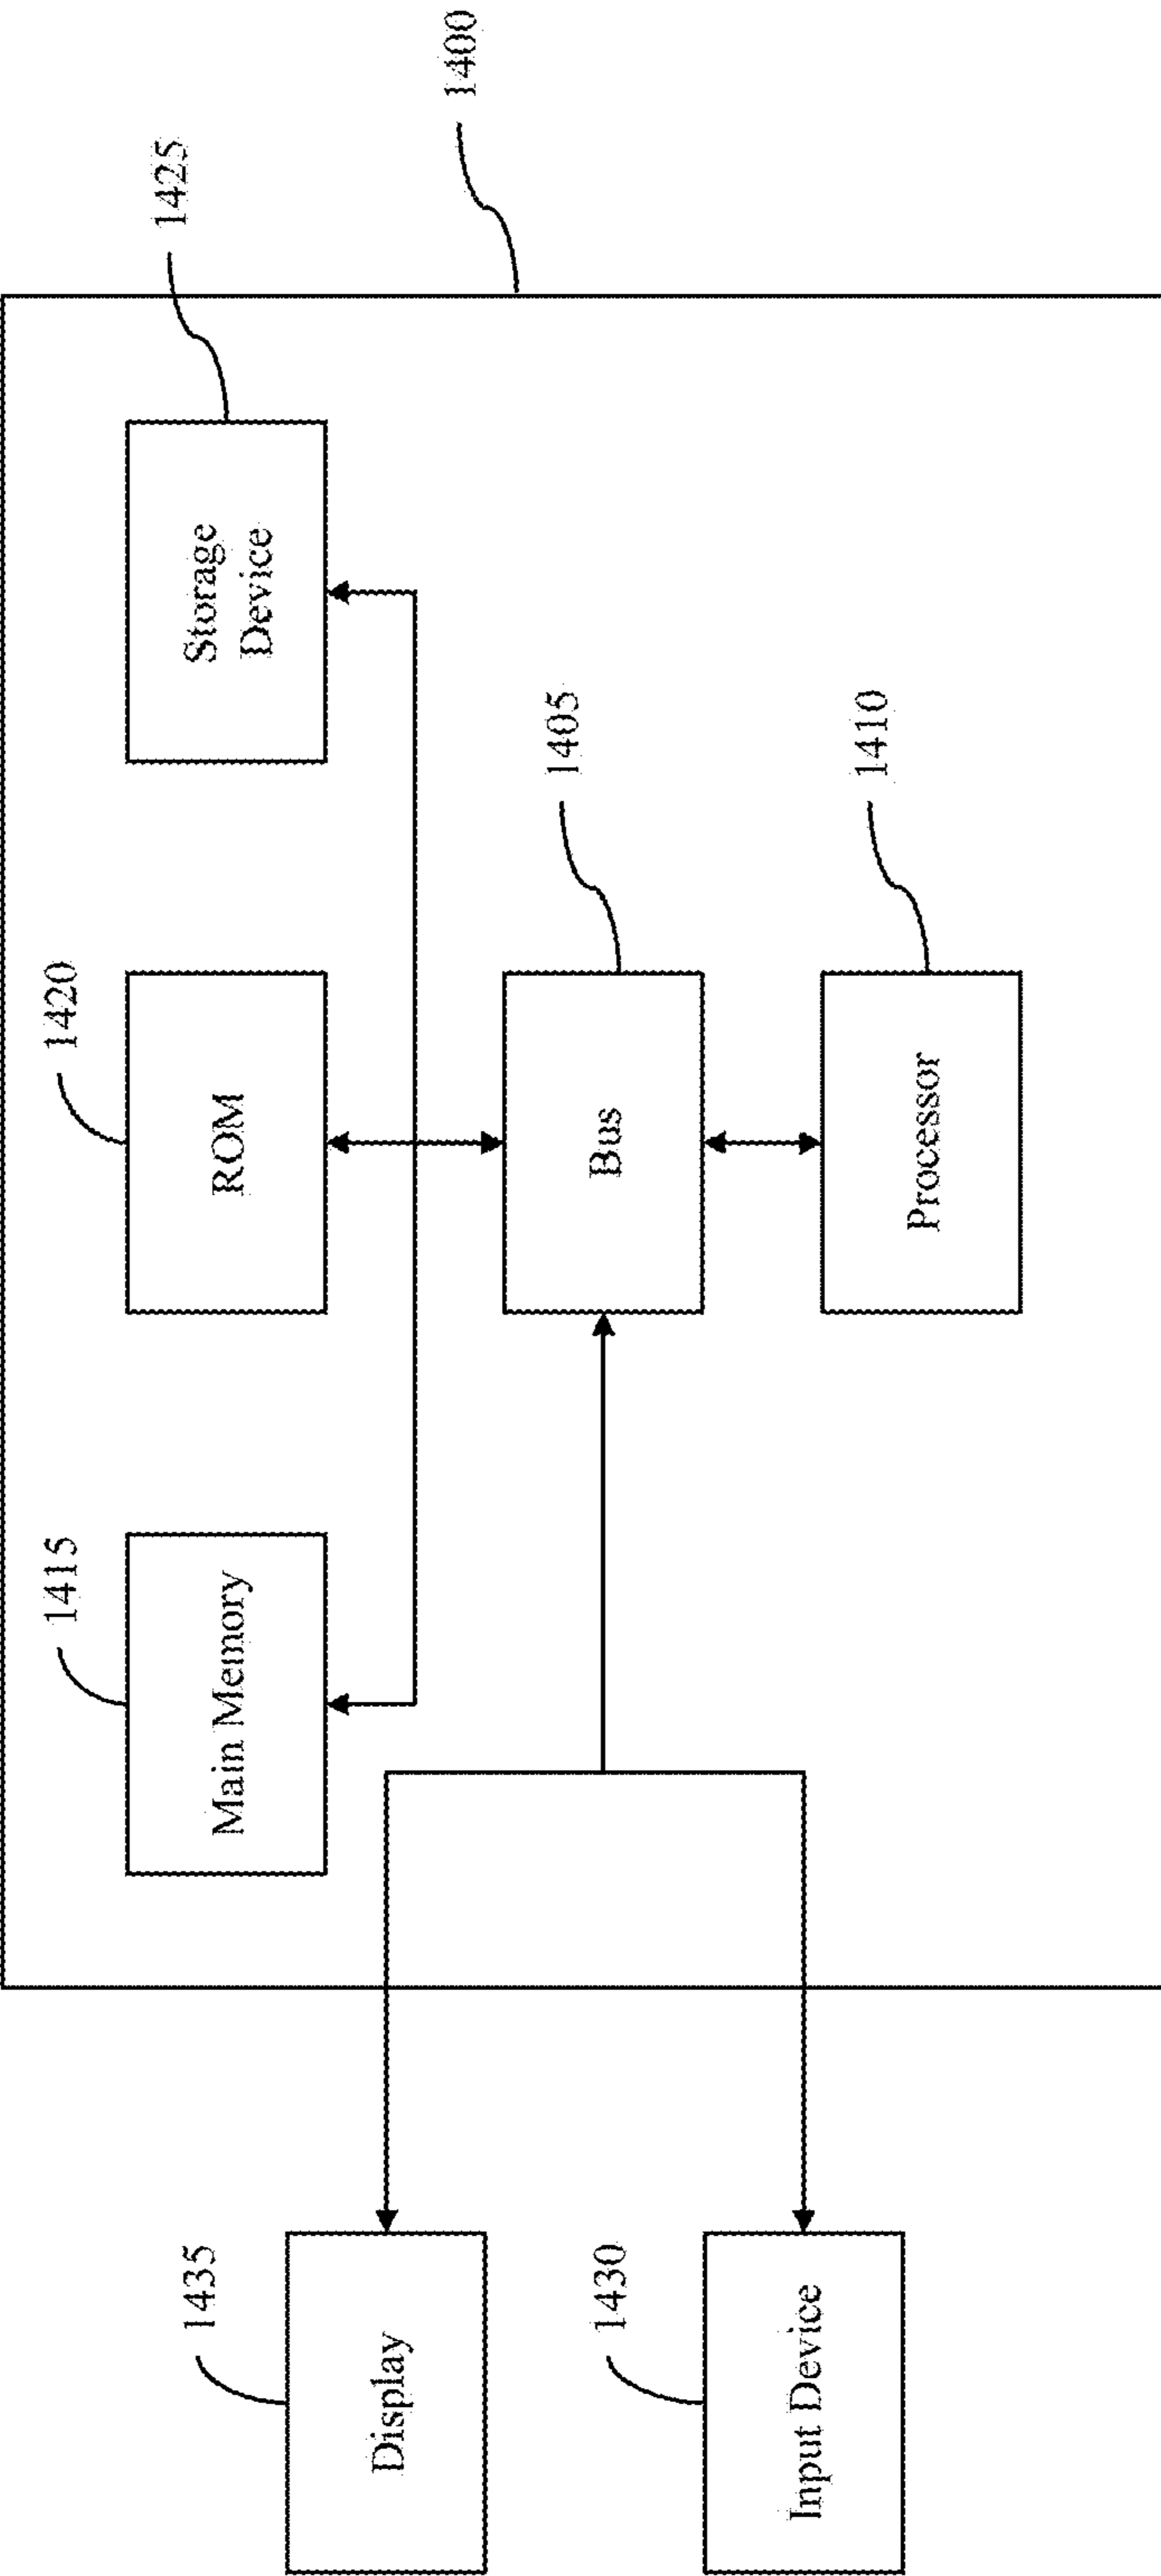 1425
1400
1415
1420
Main Memory
ROM
Storage
Device
1435
Display
1405
Bus
1430
Input Device
1410
Processor